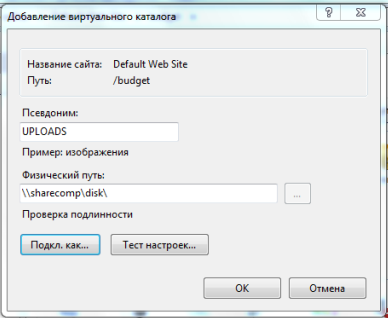 Добавление виртуального каталога
Название сайта: Default Web Site
Путь: /budget
Псевдоним:
UPLOADS
Пример: изображения
Физический путь:
\\sharecomp\disk\
...
Проверка подлинности
Подкл. как... Тест настроек...
OK Отмена